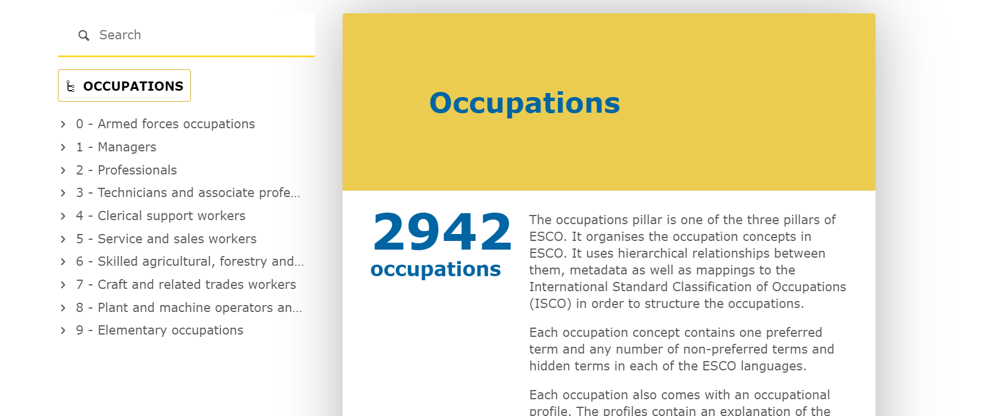 Search
OCCUPATIONS
0 - Armed forces occupations
1 - Managers
2 - Professionals
3 - Technicians and associate profe...
4 - Clerical support workers
5 - Service and sales workers
6 - Skilled agricultural, forestry and...
7 - Craft and related trades workers
8 - Plant and machine operators an...
9 - Elementary occupations
Occupations
2942
occupations
The occupations pillar is one of the three pillars of
ESCO. It organises the occupation concepts in
ESCO. It uses hierarchical relationships between
them, metadata as well as mappings to the
International Standard Classification of Occupations
(ISCO) in order to structure the occupations.
Each occupation concept contains one preferred
term and any number of non-preferred terms and
hidden terms in each of the ESCO languages.
Each occupation also comes with an occupational
profile. The profiles contain an explanation of the